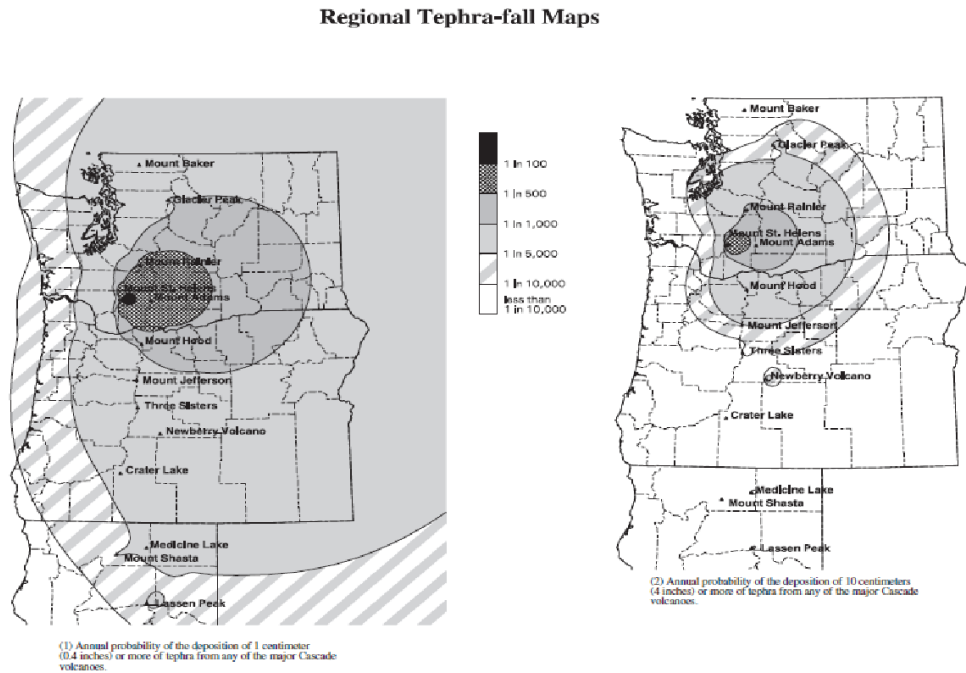 Regional Tephra-fall Maps
Mount Baker
Glacier Peak
Mount Rainier
Mount St. Helens
Mount Adams
Mount Hood
Mount Jefferson
Three Sisters
Newberry Volcano
Crater Lake
Medicine Lake
Mount Shasta
Lassen Peak
1 in 100
1 in 500
1 in 1,000
1 in 5,000
1 in 10,000
less than
1 in 10,000
Mount Baker
Glacier Peak
Mount Rainier
Mount St. Helens
Mount Adams
Mount Hood
Mount Jefferson
Three Sisters
Newberry Volcano
Crater Lake
Medicine Lake
Mount Shasta
Lassen Peak
(1) Annual probability of the deposition of 1 centimeter
(0.4 inches) or more of tephra from any of the major Cascade
volcanoes.
(2) Annual probability of the deposition of 10 centimeters
(4 inches) or more of tephra from any of the major Cascade
volcanoes.